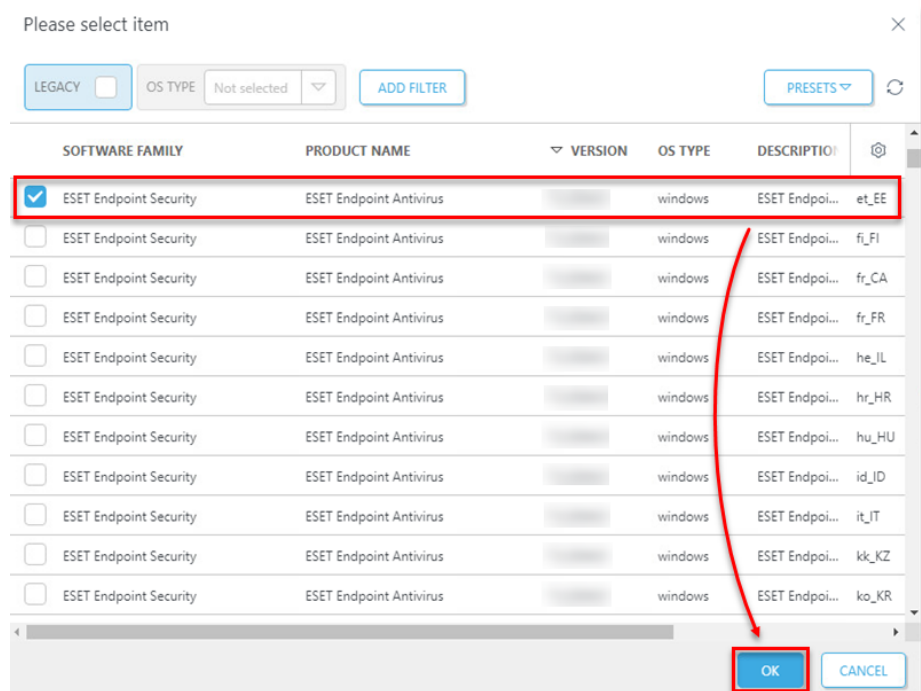 Please select item
LEGACY OS TYPE Not selected ADD FILTER PRESETS
SOFTWARE FAMILY PRODUCT NAME VERSION OS TYPE DESCRIPTION
ESET Endpoint Security ESET Endpoint Antivirus windows ESET Endpoi... et_EE
ESET Endpoint Security ESET Endpoint Antivirus windows ESET Endpoi... fi_FI
ESET Endpoint Security ESET Endpoint Antivirus windows ESET Endpoi... fr_CA
ESET Endpoint Security ESET Endpoint Antivirus windows ESET Endpoi... fr_FR
ESET Endpoint Security ESET Endpoint Antivirus windows ESET Endpoi... he_IL
ESET Endpoint Security ESET Endpoint Antivirus windows ESET Endpoi... hr_HR
ESET Endpoint Security ESET Endpoint Antivirus windows ESET Endpoi... hu_HU
ESET Endpoint Security ESET Endpoint Antivirus windows ESET Endpoi... id_ID
ESET Endpoint Security ESET Endpoint Antivirus windows ESET Endpoi... it_IT
ESET Endpoint Security ESET Endpoint Antivirus windows ESET Endpoi... kk_KZ
ESET Endpoint Security ESET Endpoint Antivirus windows ESET Endpoi... ko_KR
OK CANCEL